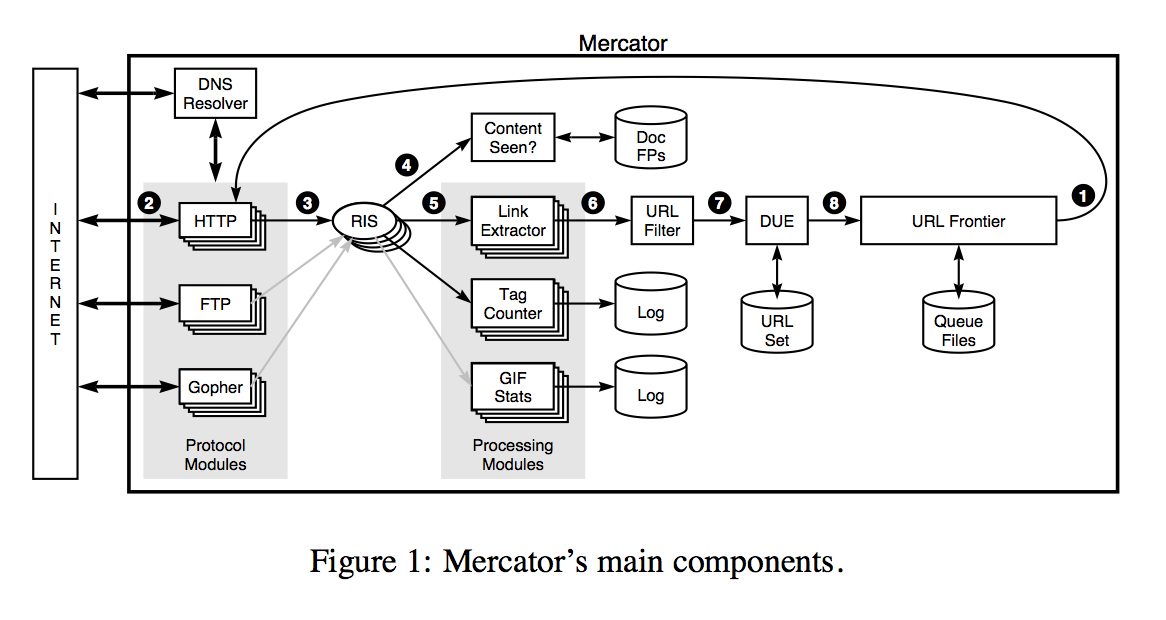 Mercator
DNS
Resolver
Content
Seen?
Doc
FPs
4
1
I
N
T
E
R
N
E
T
2
HTTP
3
RIS
5
Link
Extractor
6
URL
Filter
7
DUE
8
URL Frontier
FTP
Tag
Counter
Log
URL
Set
Queue
Files
Gopher
GIF
Stats
Log
Protocol
Modules
Processing
Modules
Figure 1: Mercator’s main components.